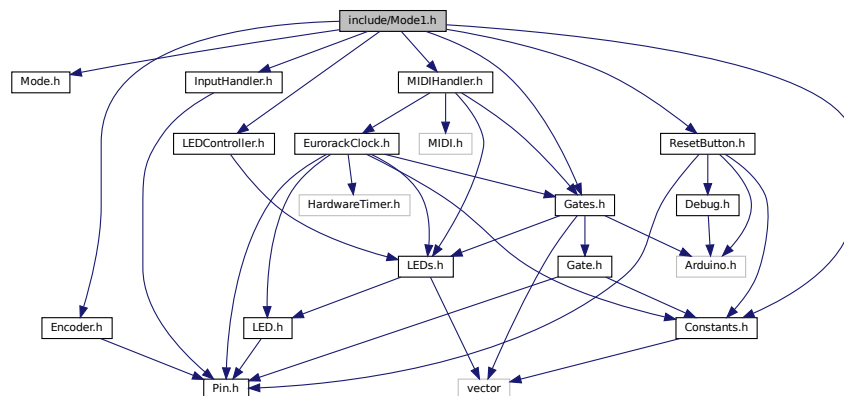 include/Mode1.h
Mode.h
InputHandler.h
MIDIHandler.h
LEDController.h
EurorackClock.h
MIDI.h
ResetButton.h
HardwareTimer.h
Gates.h
Debug.h
LEDs.h
Gate.h
Arduino.h
Encoder.h
LED.h
Constants.h
Pin.h
vector